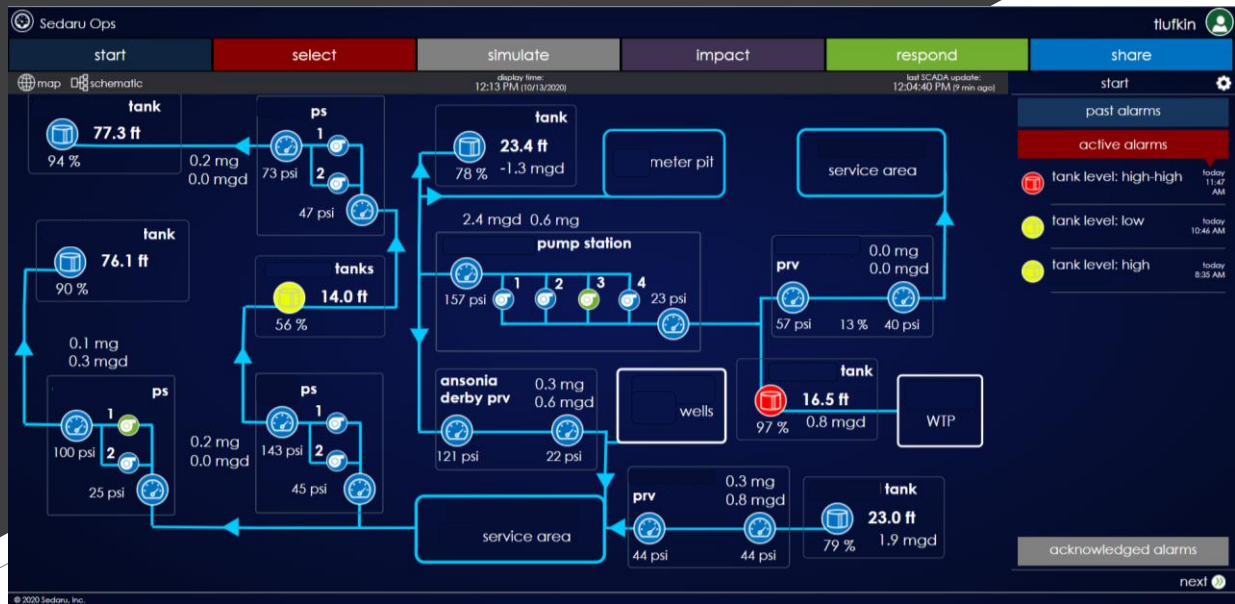 Sedaru Ops
tlufkin
start
select
simulate
impact
respond
share
map
schematic
display time:
12:13 PM (10/13/2020)
last SCADA update:
12:04:40 PM (9 min ago)
start
past alarms
active alarms
tank level: high-high
today
11:47
AM
tank level: low
today
10:46 AM
tank level: high
today
8:35 AM
acknowledged alarms
next
tank
77.3 ft
94 %
0.2 mg
0.0 mgd
ps
1
2
73 psi
47 psi
tank
23.4 ft
78 %
-1.3 mgd
meter pit
service area
tank
76.1 ft
90 %
tanks
14.0 ft
56 %
2.4 mgd 0.6 mg
pump station
1
2
3
4
157 psi
23 psi
prv
0.0 mg
0.0 mgd
57 psi
13 %
40 psi
0.1 mg
0.3 mgd
ps
1
2
100 psi
25 psi
0.2 mg
0.0 mgd
ps
1
2
143 psi
45 psi
ansonia
derby prv
0.3 mg
0.6 mgd
121 psi
22 psi
wells
tank
16.5 ft
97 %
0.8 mgd
WTP
service area
prv
0.3 mg
0.8 mgd
44 psi
44 psi
tank
23.0 ft
79 %
1.9 mgd
© 2020 Sedaru, Inc.